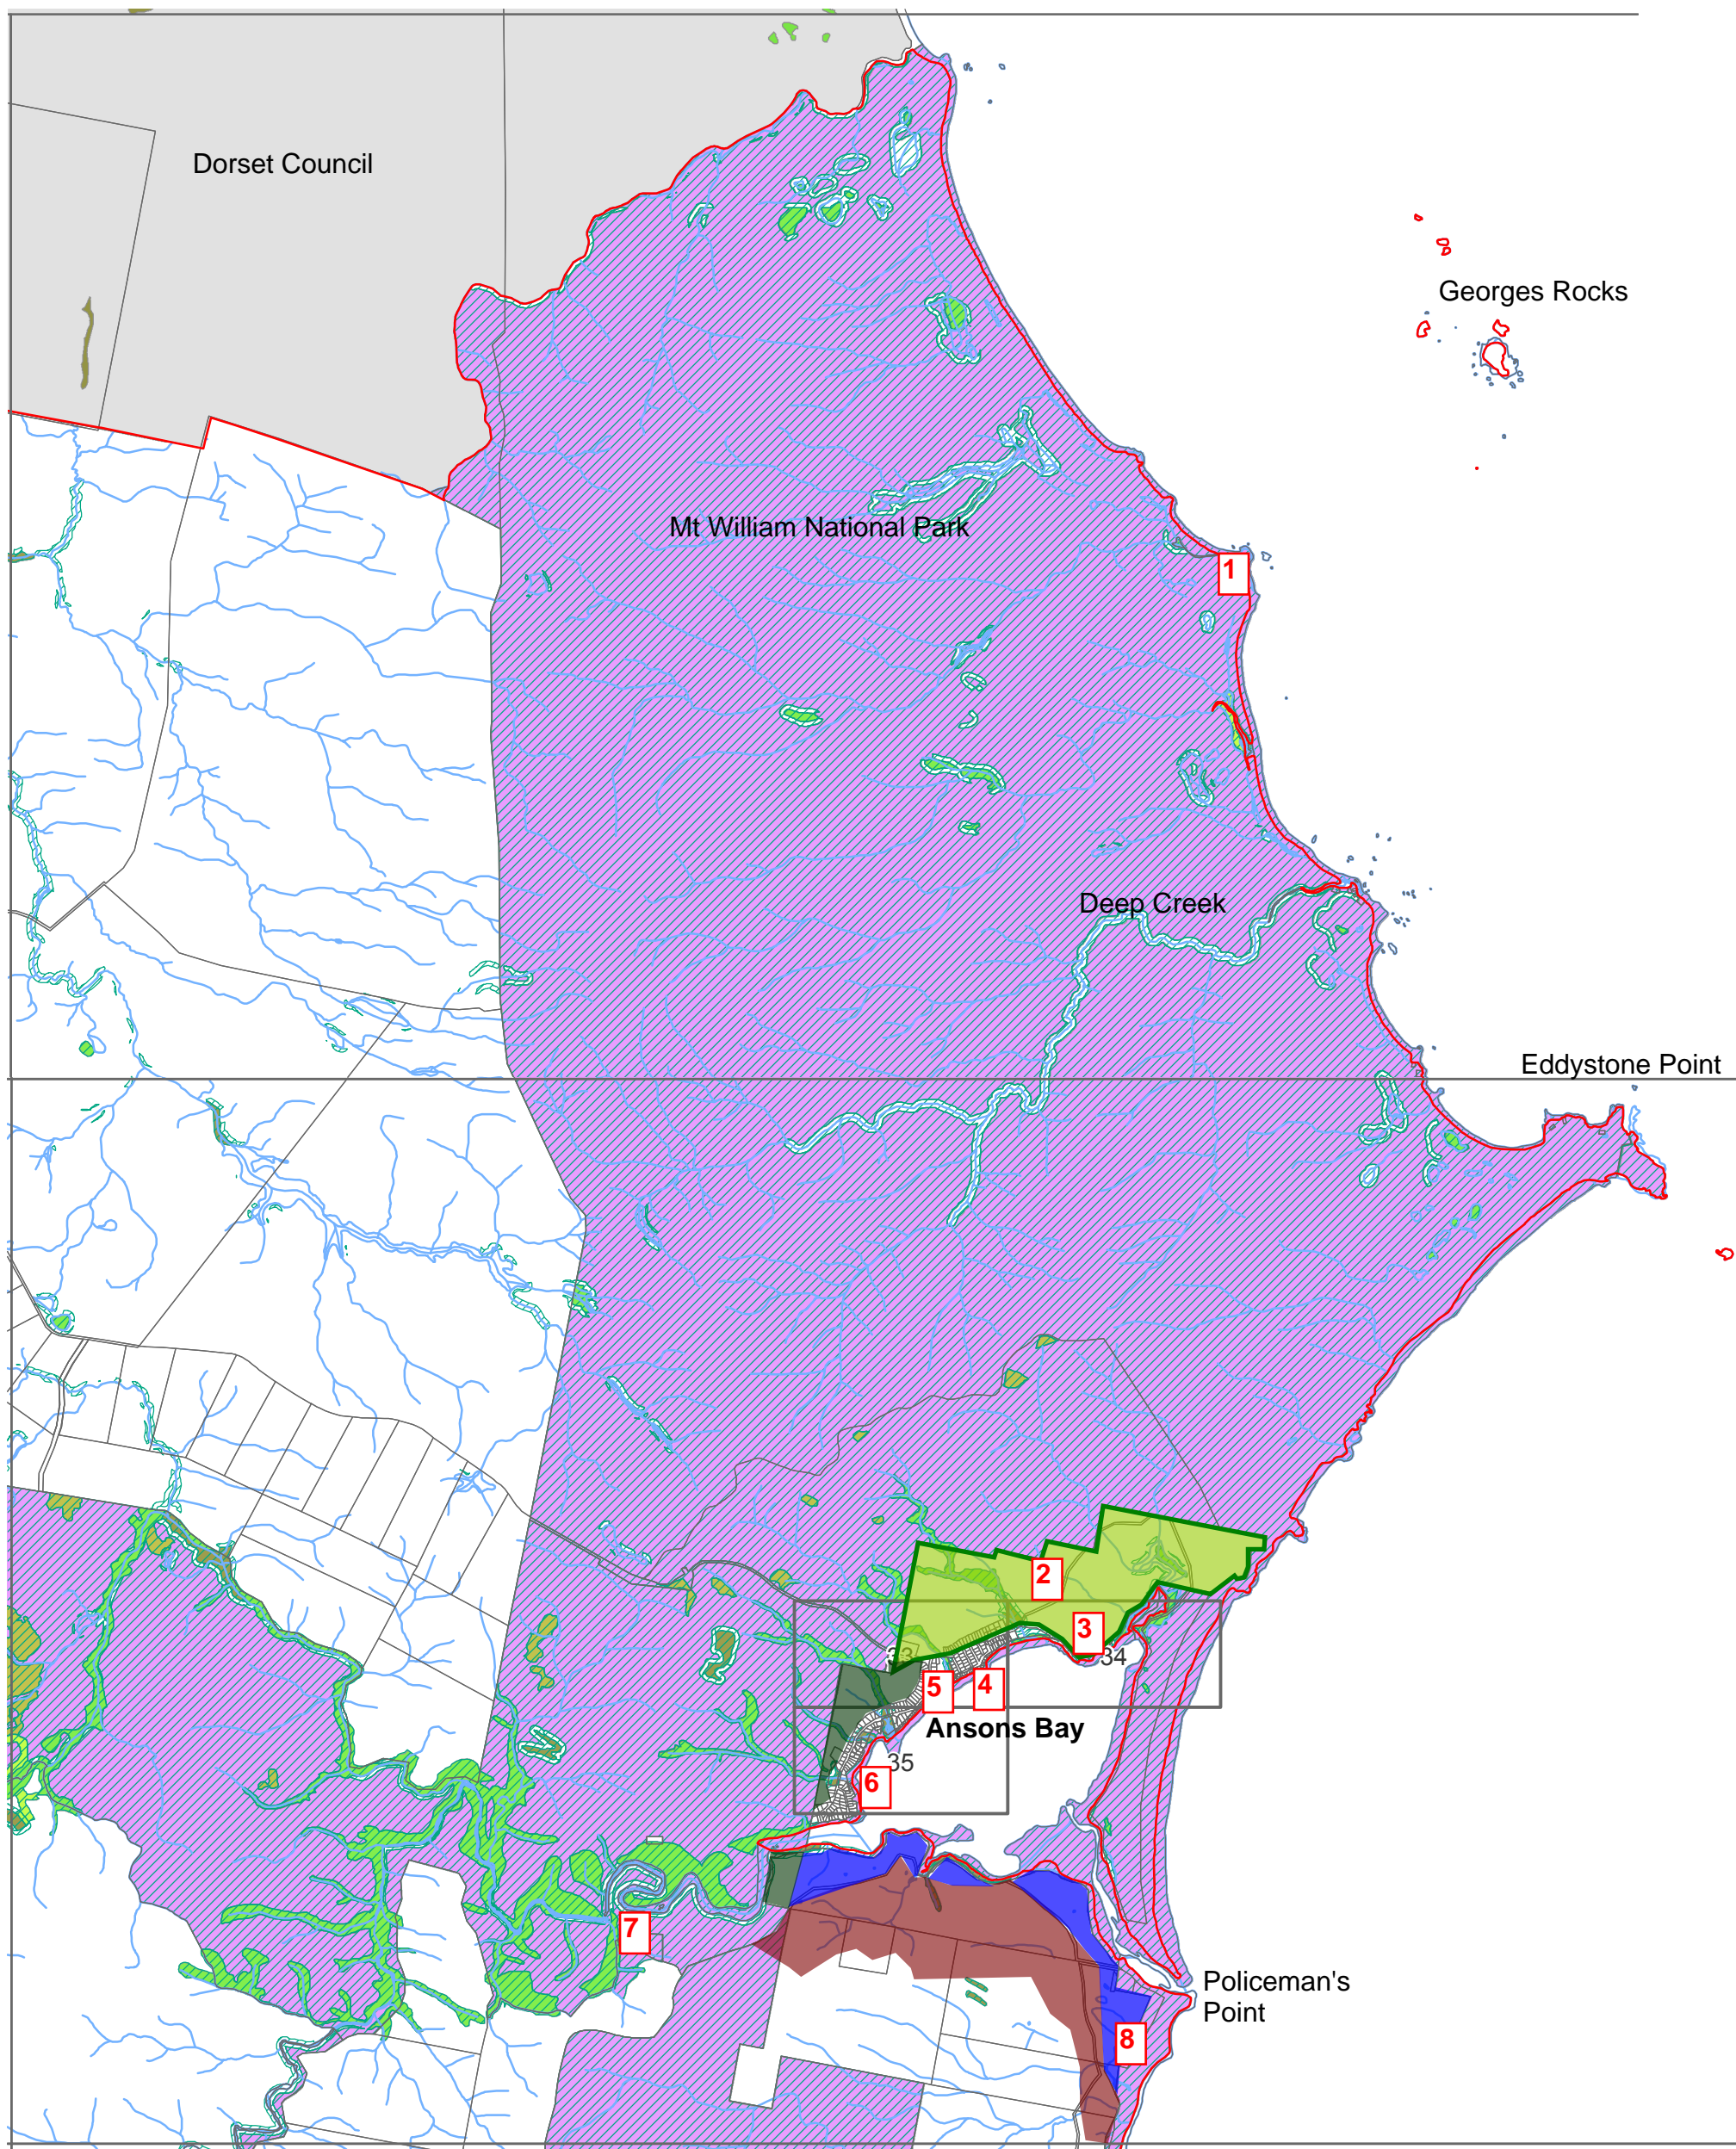 Dorset Council
Georges Rocks
Mt William National Park
1
Deep Creek
Eddystone Point
2
3
33
34
5
4
Ansons Bay
35
6
7
Policeman's
Point
8